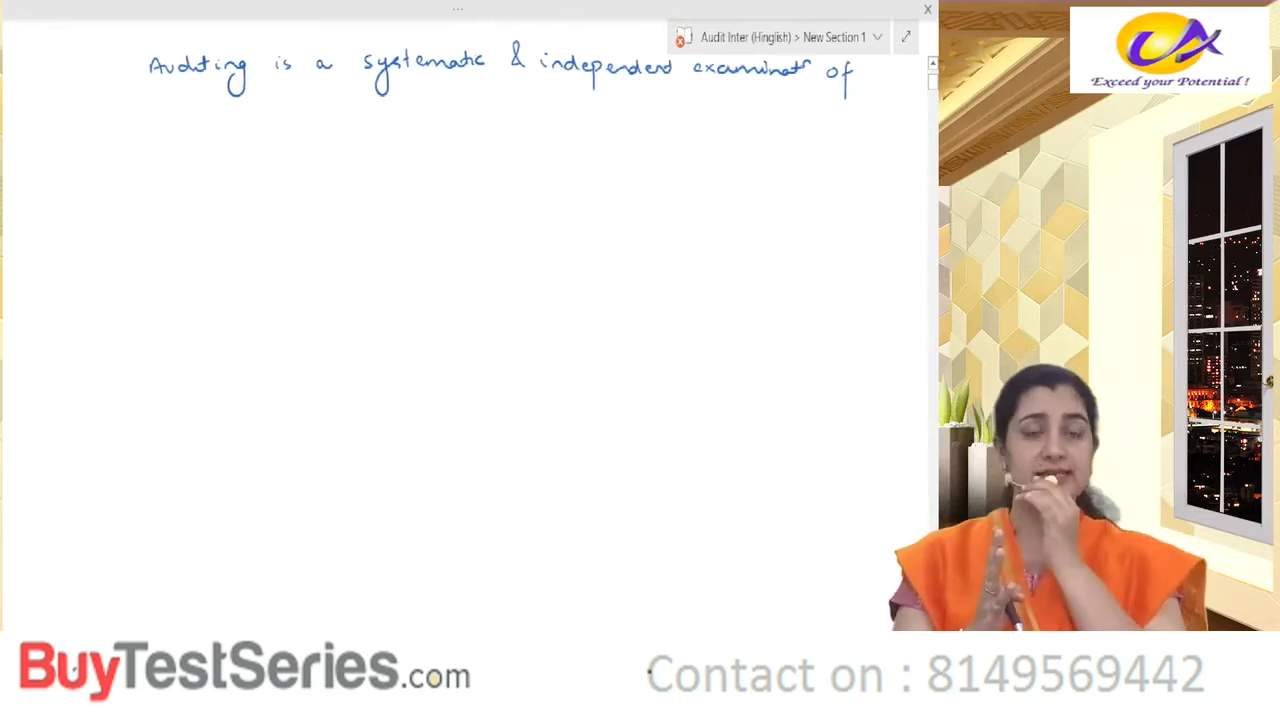 Audit Inter (Hinglish) > New Section 1
Auditing is a systematic & independent examinatn of
Exceed your Potential !
BuyTestSeries.com
Contact on : 8149569442